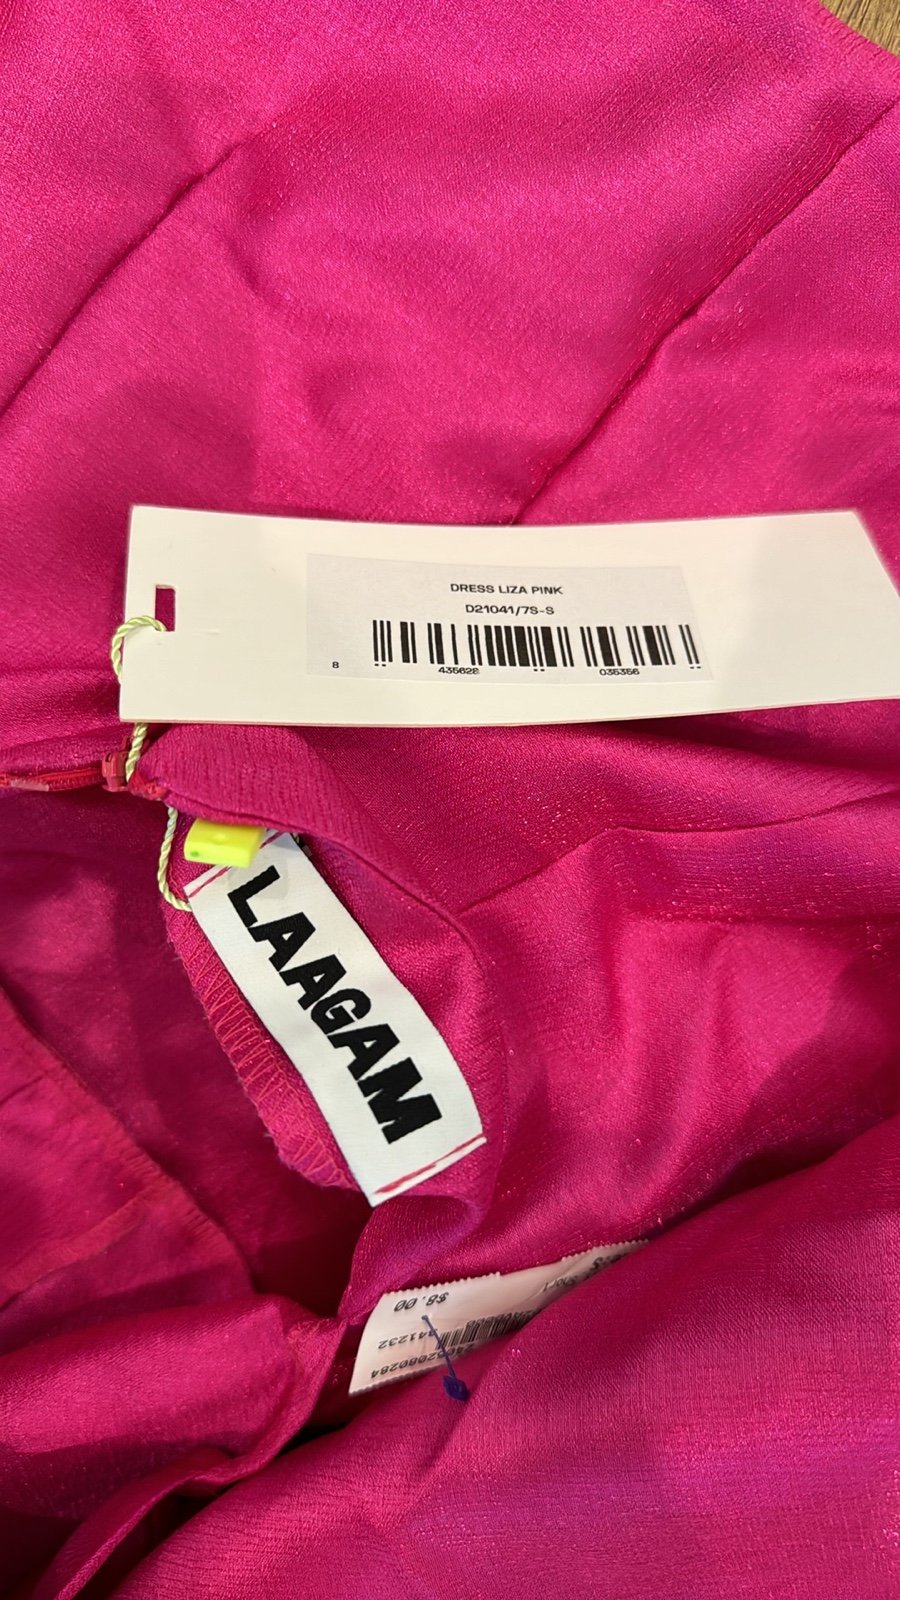 DRESS LIZA PINK
D21041/7S-S
8 435628 035356
LAAGAM
$8.00